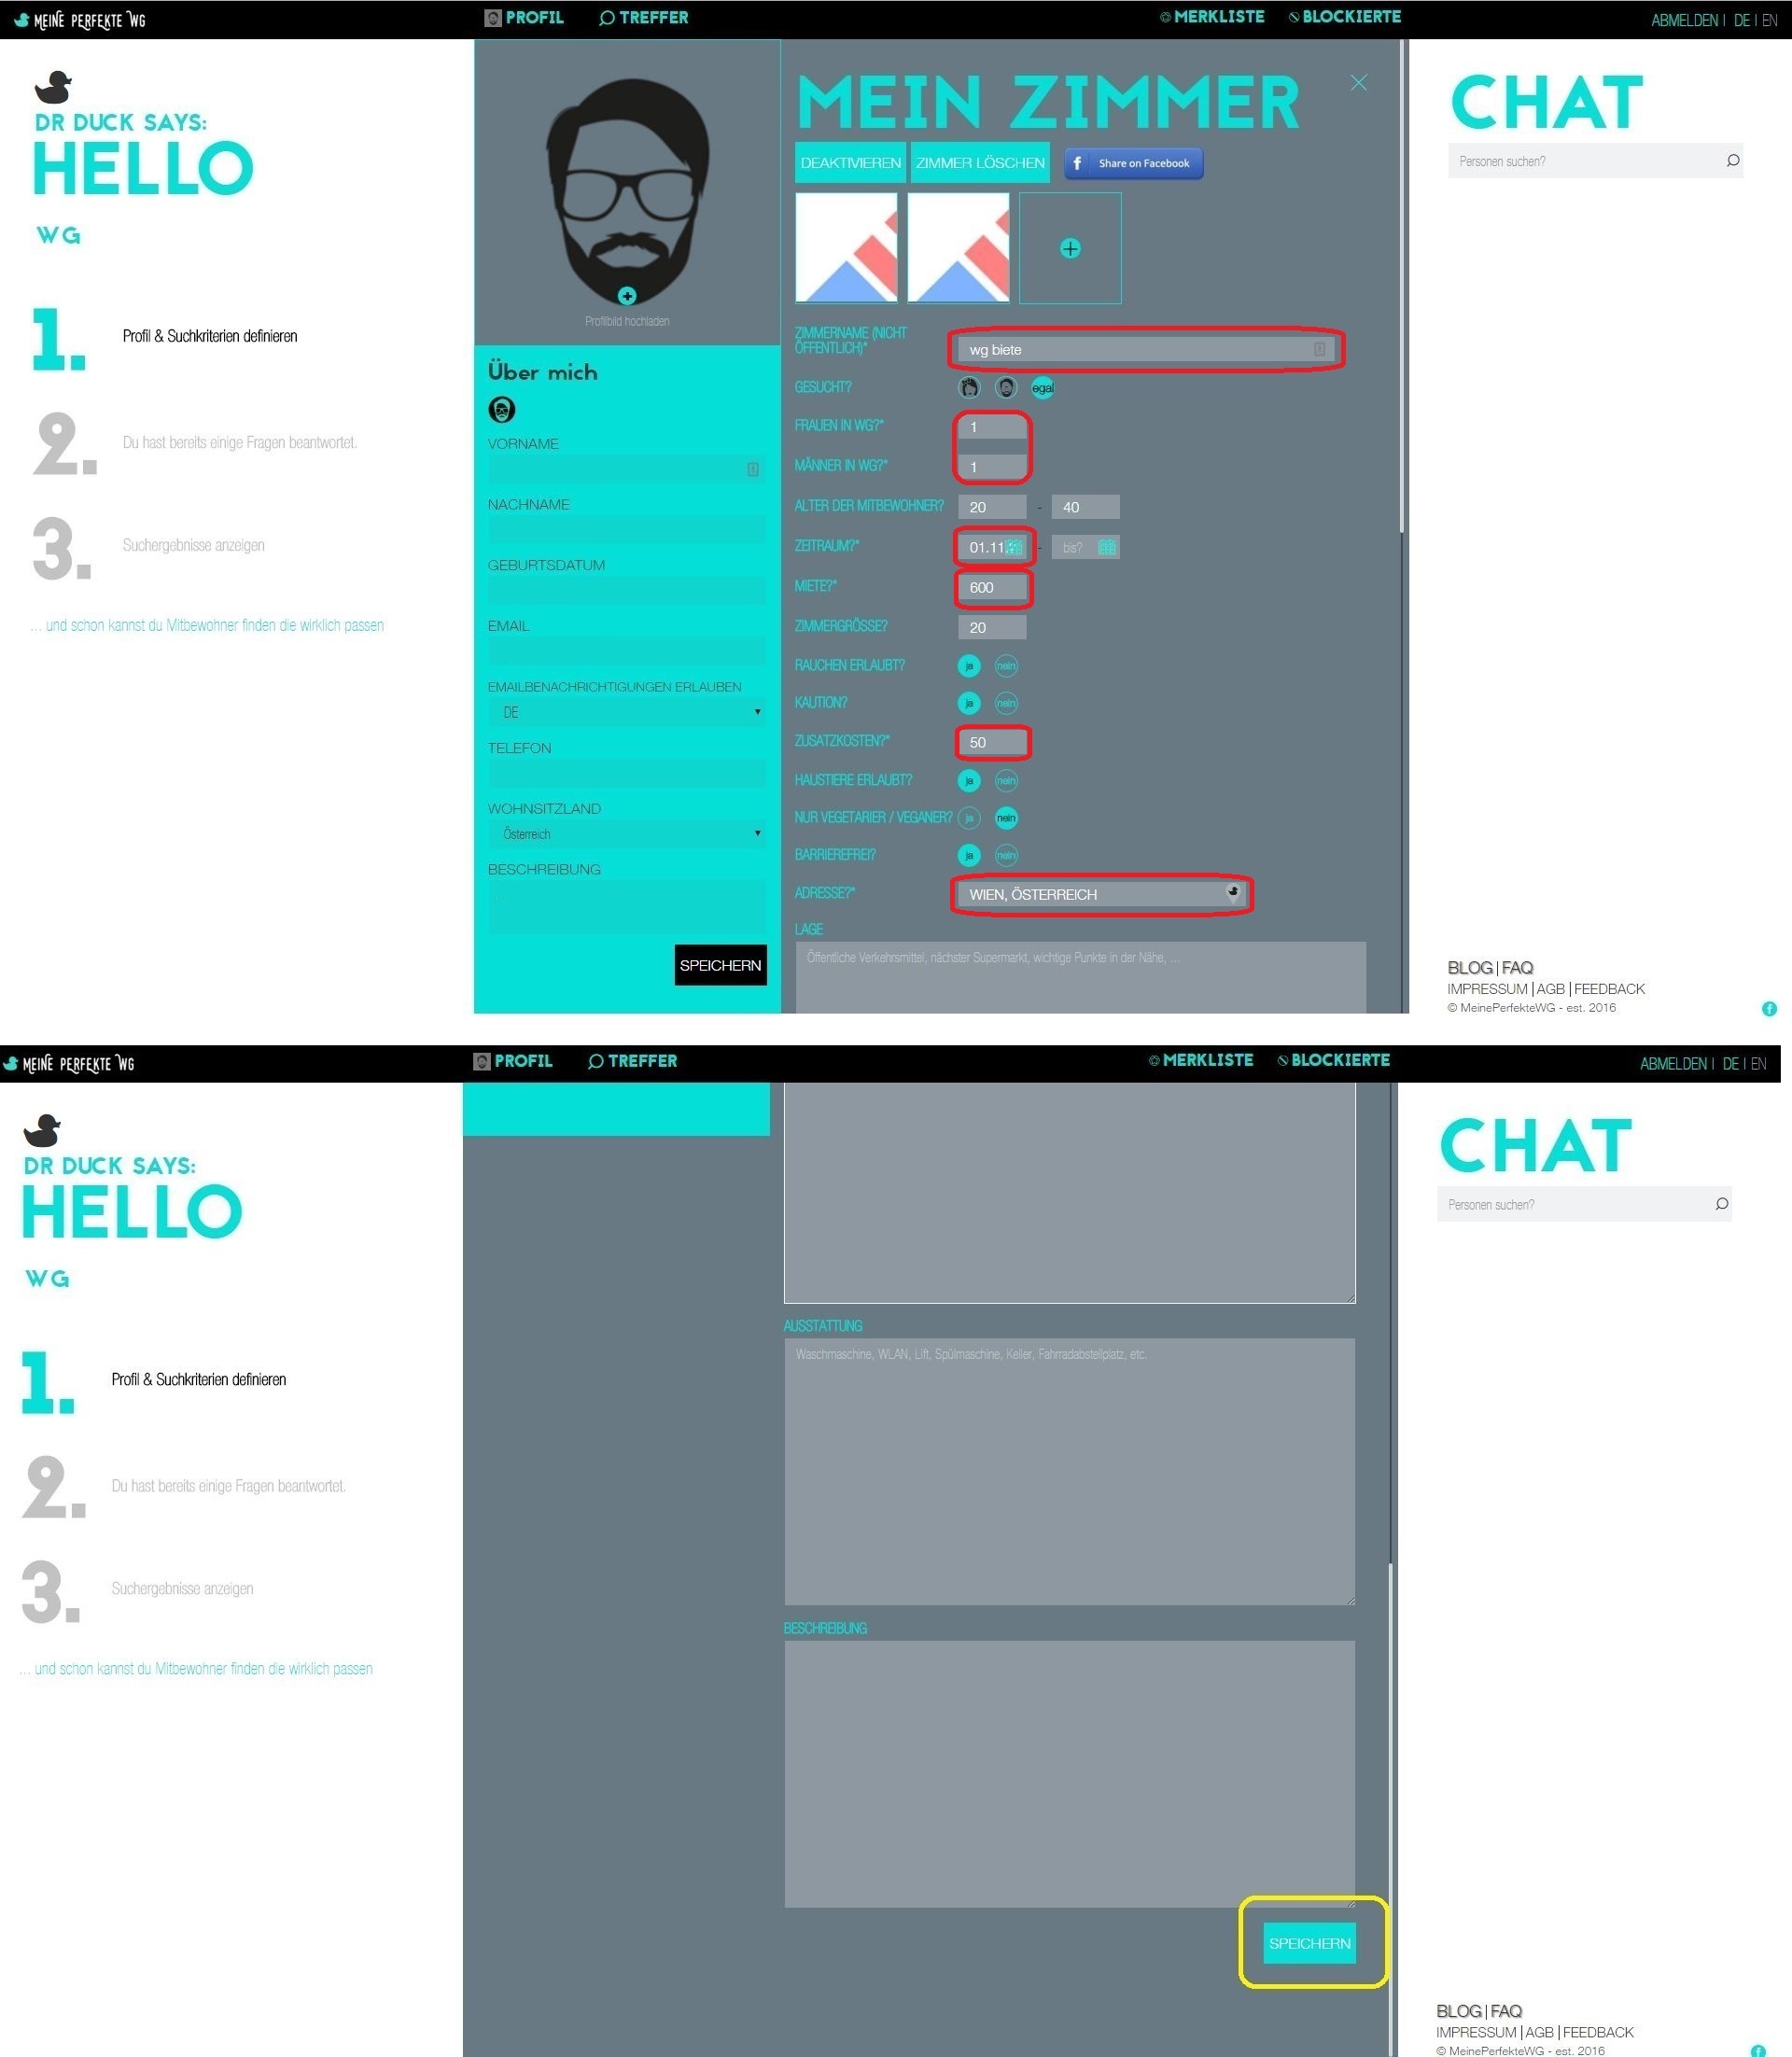 MEINE PERFEKTE WG
PROFIL
TREFFER
MERKLISTE
BLOCKIERTE
ABMELDEN | DE | EN
DR DUCK SAYS:
HELLO
WG
1.
Profil & Suchkriterien definieren
2.
Du hast bereits einige Fragen beantwortet.
3.
Suchergebnisse anzeigen
... und schon kannst du Mitbewohner finden die wirklich passen
Profilbild hochladen
Über mich
VORNAME
NACHNAME
GEBURTSDATUM
EMAIL
EMAILBENACHRICHTIGUNGEN ERLAUBEN
DE
TELEFON
WOHNSITZLAND
Österreich
BESCHREIBUNG
SPEICHERN
MEIN ZIMMER
DEAKTIVIEREN
ZIMMER LÖSCHEN
f Share on Facebook
ZIMMERNAME (NICHT
ÖFFENTLICH)*
wg biete
GESUCHT?
egal
FRAUEN IN WG?*
1
MÄNNER IN WG?*
1
ALTER DER MITBEWOHNER?
20 - 40
ZEITRAUM?*
01.11 - bis?
MIETE?*
600
ZIMMERGRÖSSE?
20
RAUCHEN ERLAUBT?
ja nein
KAUTION?
ja nein
ZUSATZKOSTEN?*
50
HAUSTIERE ERLAUBT?
ja nein
NUR VEGETARIER / VEGANER?
ja nein
BARRIEREFREI?
ja nein
ADRESSE?*
WIEN, ÖSTERREICH
LAGE
Öffentliche Verkehrsmittel, nächster Supermarkt, wichtige Punkte in der Nähe, ...
CHAT
Personen suchen?
BLOG | FAQ
IMPRESSUM | AGB | FEEDBACK
© MeinePerfekteWG - est. 2016
f
MEINE PERFEKTE WG
PROFIL
TREFFER
MERKLISTE
BLOCKIERTE
ABMELDEN | DE | EN
DR DUCK SAYS:
HELLO
WG
1.
Profil & Suchkriterien definieren
2.
Du hast bereits einige Fragen beantwortet.
3.
Suchergebnisse anzeigen
... und schon kannst du Mitbewohner finden die wirklich passen
AUSSTATTUNG
Waschmaschine, WLAN, Lift, Spülmaschine, Keller, Fahrradabstellplatz, etc.
BESCHREIBUNG
SPEICHERN
CHAT
Personen suchen?
BLOG | FAQ
IMPRESSUM | AGB | FEEDBACK
© MeinePerfekteWG - est. 2016
f